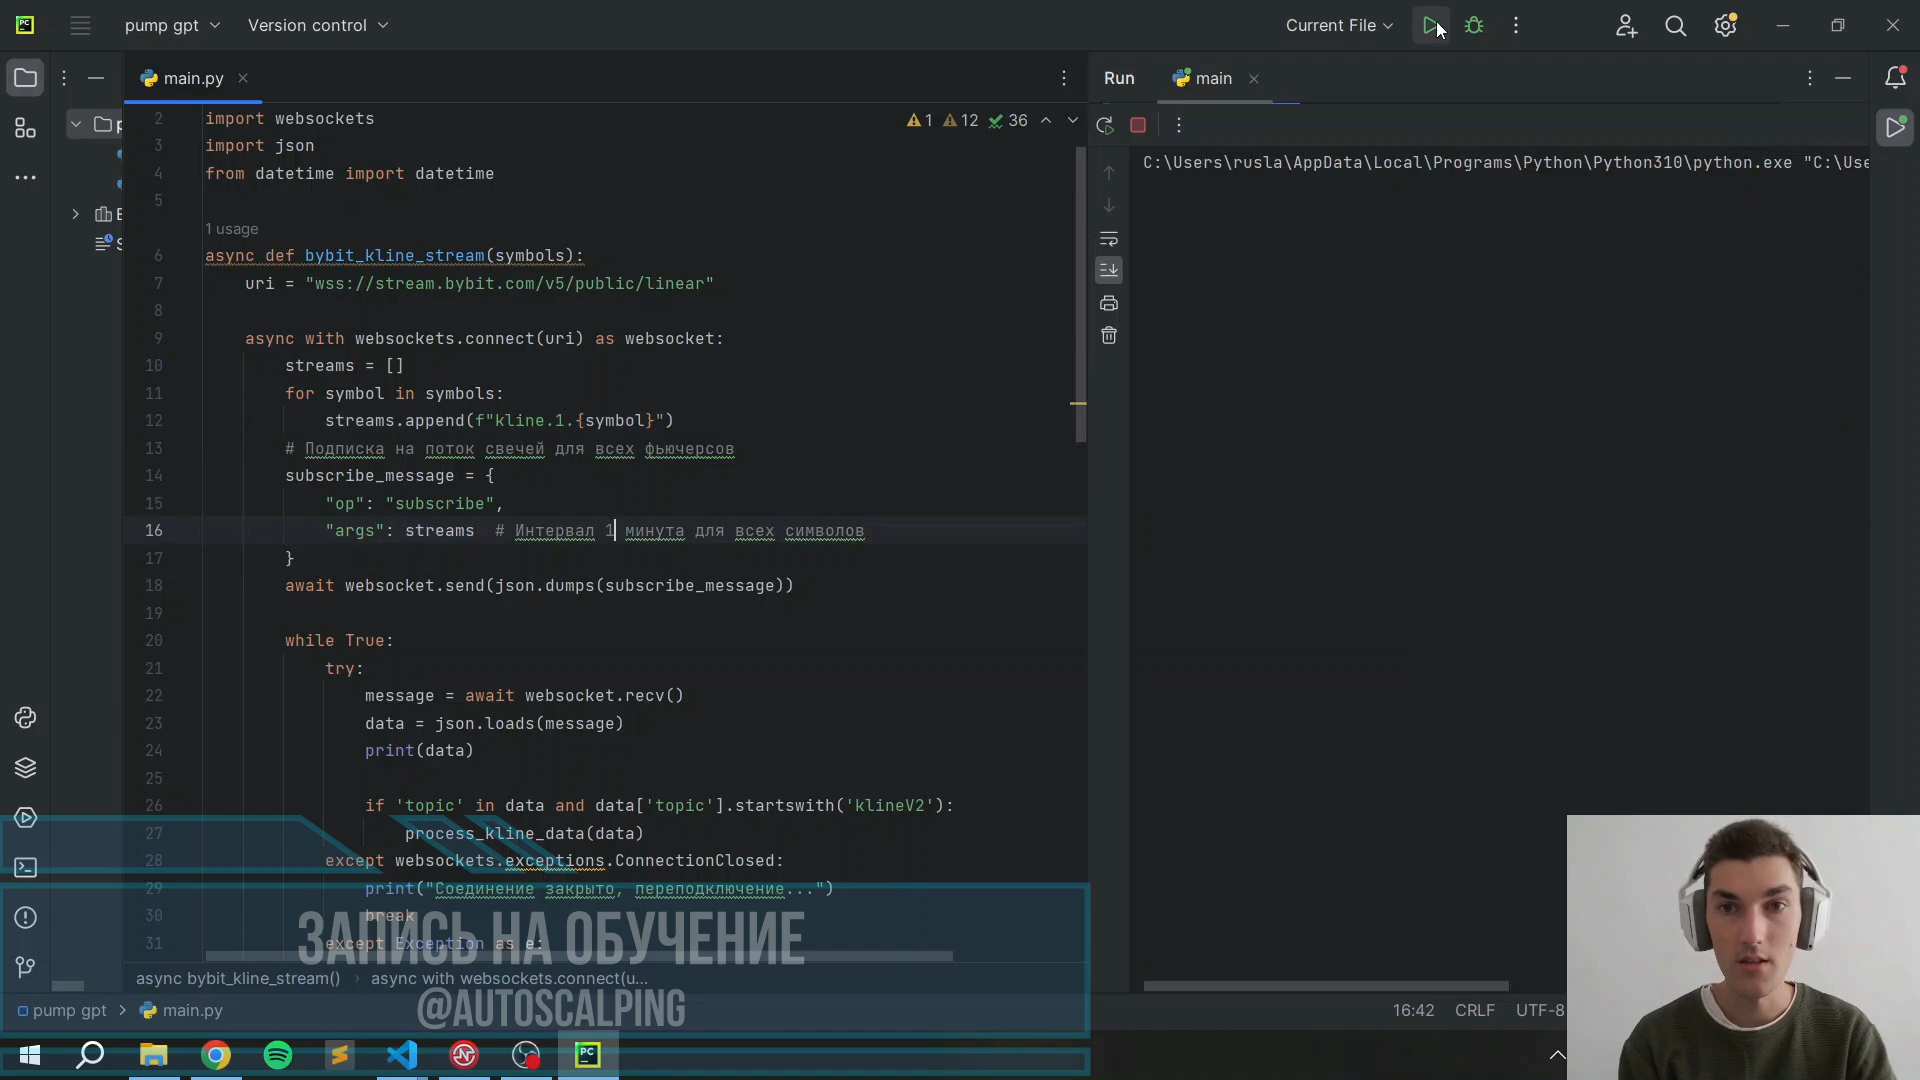 pump gpt
Version control
Current File
main.py
Run
main
2 import websockets
1 12 36
3 import json
4 from datetime import datetime
5
C:\Users\rusla\AppData\Local\Programs\Python\Python310\python.exe "C:\Use
1 usage
6 async def bybit_kline_stream(symbols):
7 uri = "wss://stream.bybit.com/v5/public/linear"
8
9 async with websockets.connect(uri) as websocket:
10 streams = []
11 for symbol in symbols:
12 streams.append(f"kline.1.{symbol}")
13 # Подписка на поток свечей для всех фьючерсов
14 subscribe_message = {
15 "op": "subscribe",
16 "args": streams # Интервал 1 минута для всех символов
17 }
18 await websocket.send(json.dumps(subscribe_message))
19
20 while True:
21 try:
22 message = await websocket.recv()
23 data = json.loads(message)
24 print(data)
25
26 if 'topic' in data and data['topic'].startswith('klineV2'):
27 process_kline_data(data)
28 except websockets.exceptions.ConnectionClosed:
29 print("Соединение закрыто, переподключение...")
30 break
31 except Exception as e:
ЗАПИСЬ НА ОБУЧЕНИЕ
@AUTOSCALPING
async bybit_kline_stream()
async with websockets.connect(u...
pump gpt > main.py
16:42 CRLF UTF-8